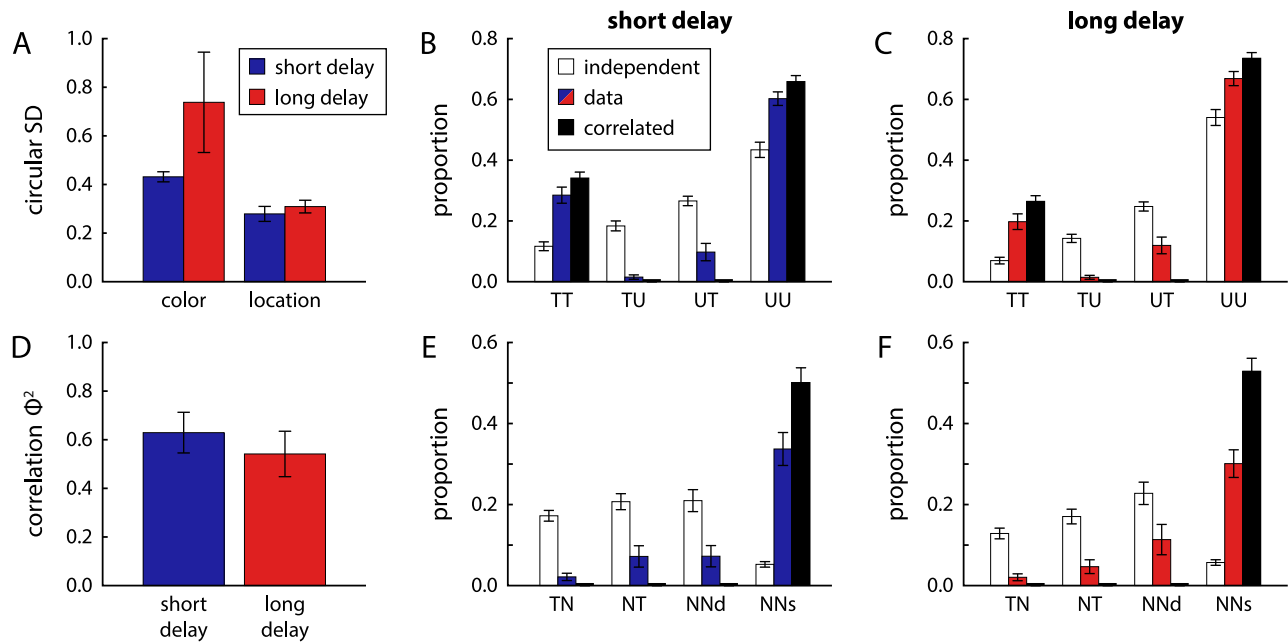 short delay
long delay
A
1.0
0.8
0.6
0.4
0.2
0.0
circular SD
short delay
long delay
color
location
B
0.8
0.6
0.4
0.2
0.0
proportion
independent
data
correlated
TT
TU
UT
UU
C
0.8
0.6
0.4
0.2
0.0
proportion
TT
TU
UT
UU
D
1.0
0.8
0.6
0.4
0.2
0.0
correlation Φ²
short
delay
long
delay
E
0.6
0.4
0.2
0.0
proportion
TN
NT
NNd
NNs
F
0.6
0.4
0.2
0.0
proportion
TN
NT
NNd
NNs